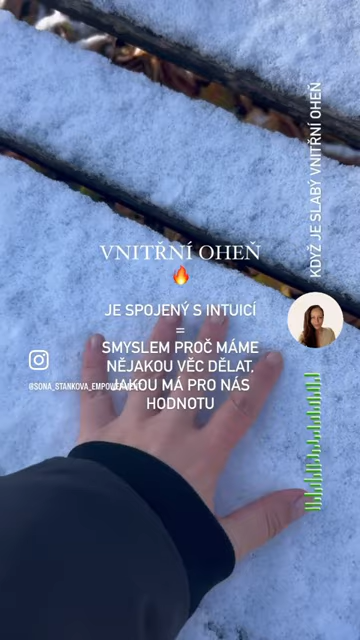 VNITŘNÍ OHEŇ
JE SPOJENÝ S INTUICÍ
=
SMYSLEM PROČ MÁME
NĚJAKOU VĚC DĚLAT,
JAKOU MÁ PRO NÁS
HODNOTU
KDYŽ JE SLABÝ VNITŘNÍ OHEŇ